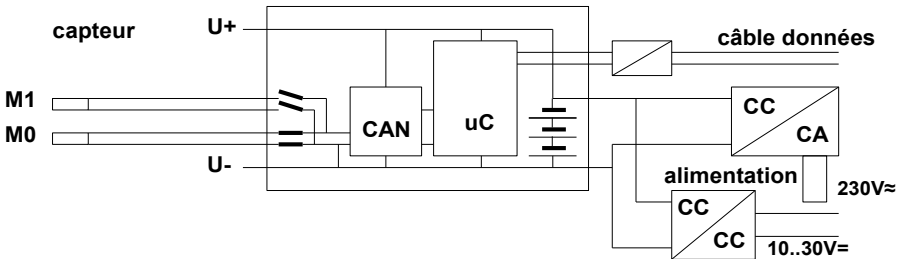 capteur
U+
câble données
M1
M0
CAN
uC
CC
CA
U-
alimentation
230V≈
CC
CC
10..30V=